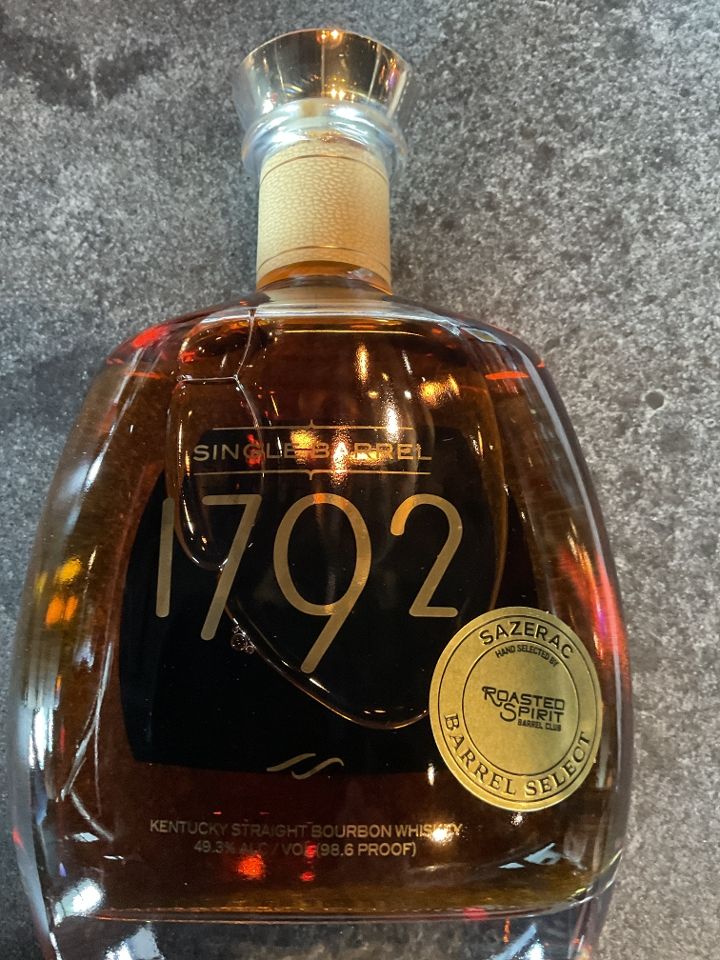 SINGLE BARREL
1792
SAZERAC
HAND SELECTED BY
ROASTED
SPIRIT
BARREL CLUB
BARREL SELECT
KENTUCKY STRAIGHT BOURBON WHISKEY
49.3% ALC / VOL (98.6 PROOF)